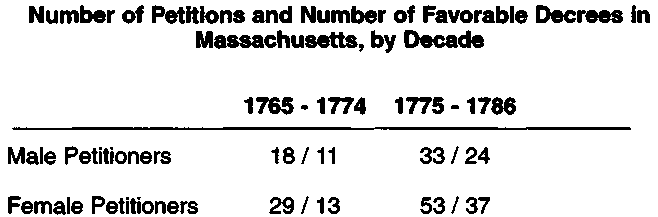 Number of Petitions and Number of Favorable Decrees in
Massachusetts, by Decade
1765 - 1774 1775 - 1786
Male Petitioners 18 / 11 33 / 24
Female Petitioners 29 / 13 53 / 37